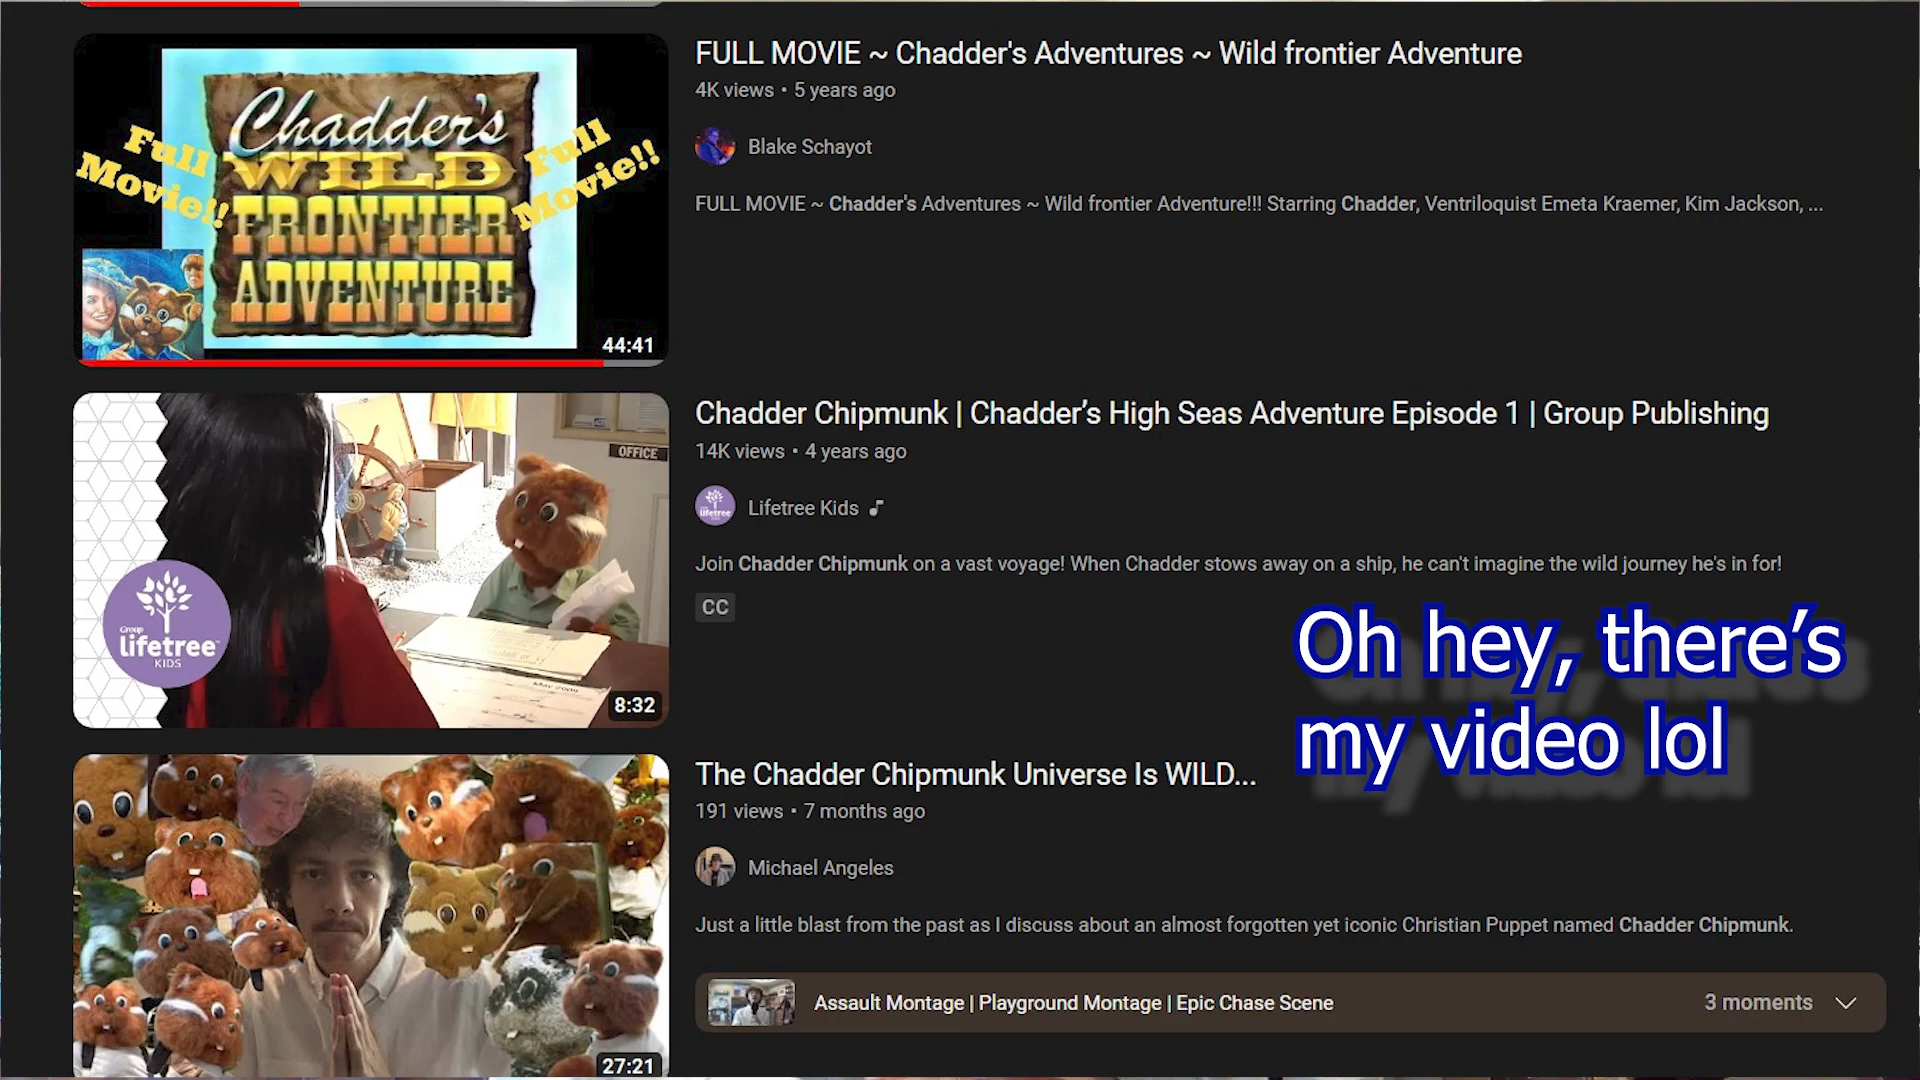 FULL MOVIE ~ Chadder's Adventures ~ Wild frontier Adventure
4K views • 5 years ago
Blake Schayot
FULL MOVIE ~ Chadder's Adventures ~ Wild frontier Adventure!!! Starring Chadder, Ventriloquist Emeta Kraemer, Kim Jackson, ...
Full
Movie!!
Chadder's
WILD
FRONTIER
ADVENTURE
Full
Movie!!
44:41
Chadder Chipmunk | Chadder’s High Seas Adventure Episode 1 | Group Publishing
14K views • 4 years ago
lifetree
Lifetree Kids
Join Chadder Chipmunk on a vast voyage! When Chadder stows away on a ship, he can't imagine the wild journey he's in for!
CC
OFFICE
Group
lifetree™
KIDS
May 2009
8:32
Oh hey, there’s
my video lol
The Chadder Chipmunk Universe Is WILD...
191 views • 7 months ago
Michael Angeles
Just a little blast from the past as I discuss about an almost forgotten yet iconic Christian Puppet named Chadder Chipmunk.
Assault Montage | Playground Montage | Epic Chase Scene
3 moments
27:21